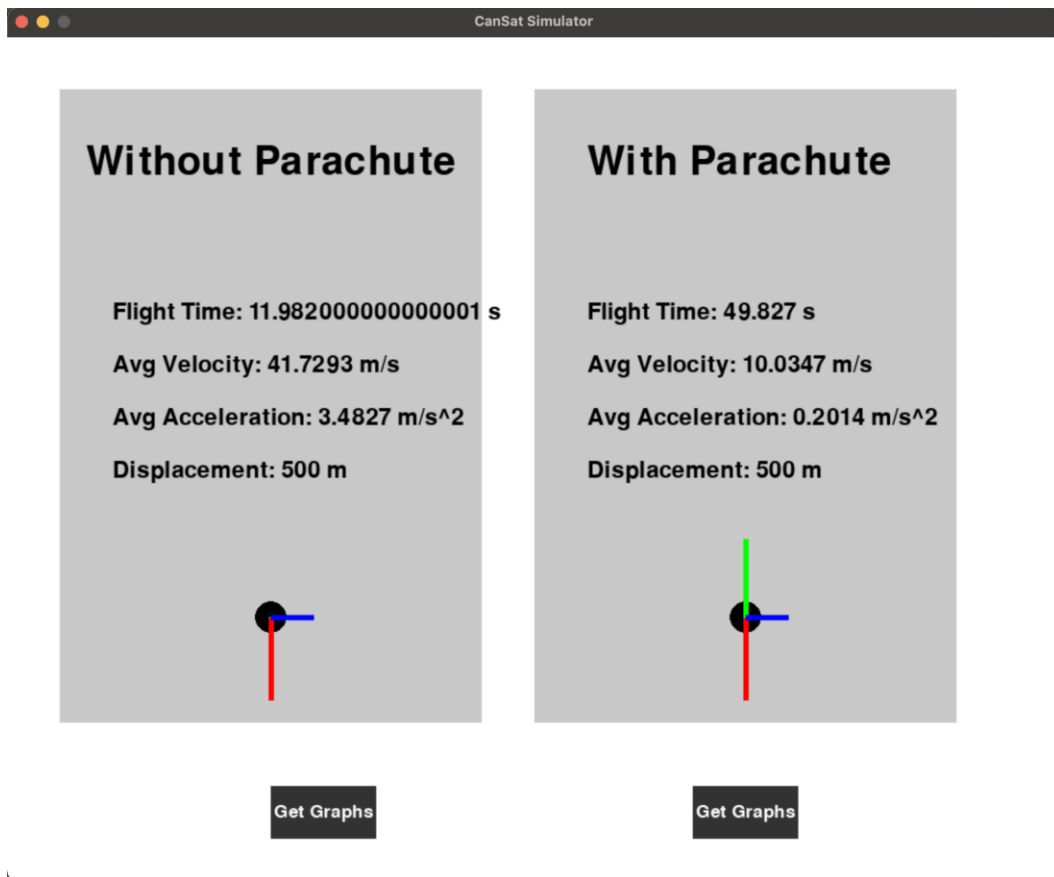 CanSat Simulator
Without Parachute
Flight Time: 11.982000000000001 s
Avg Velocity: 41.7293 m/s
Avg Acceleration: 3.4827 m/s^2
Displacement: 500 m
Get Graphs
With Parachute
Flight Time: 49.827 s
Avg Velocity: 10.0347 m/s
Avg Acceleration: 0.2014 m/s^2
Displacement: 500 m
Get Graphs